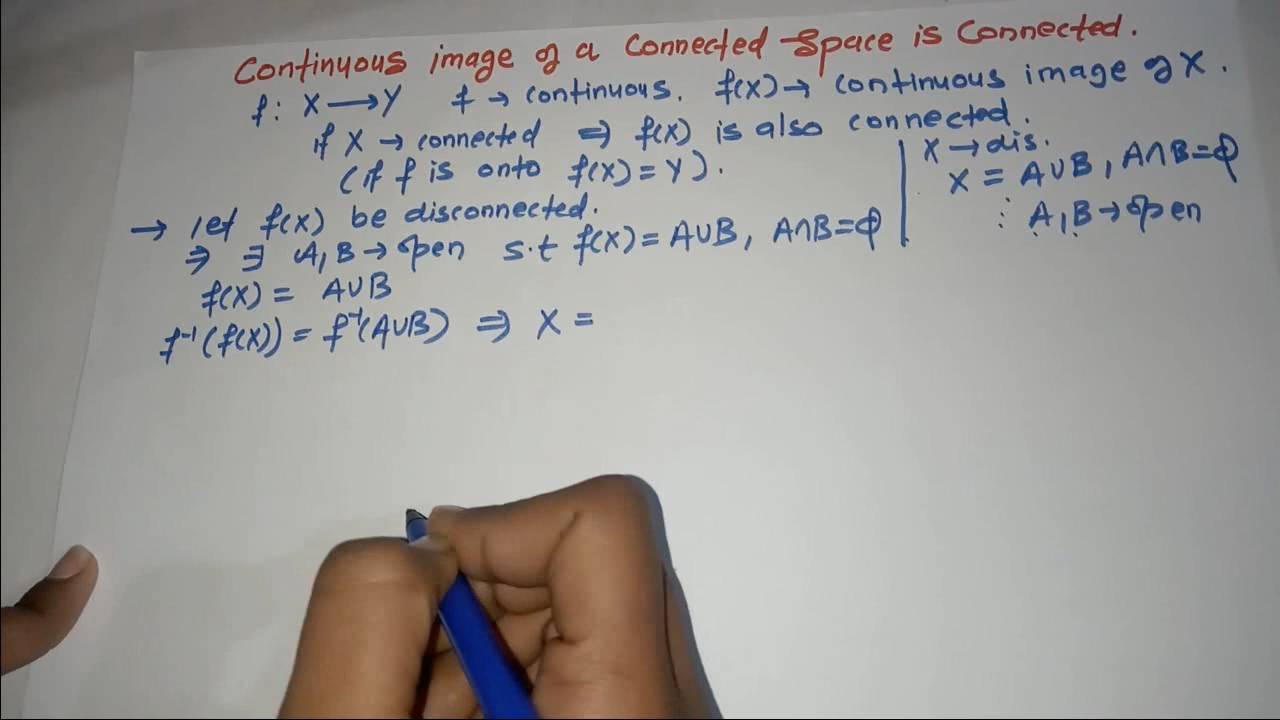 Continuous image of a Connected Space is Connected.
f: X → Y f → continuous. f(X) → continuous image of X.
if X → connected ⇒ f(X) is also connected.
(if f is onto f(X) = Y).
→ let f(X) be disconnected.
⇒ ∃ A, B → open s.t f(X) = A∪B, A∩B = φ
f(X) = A∪B
f⁻¹(f(X)) = f⁻¹(A∪B) ⇒ X =
X → dis.
X = A∪B, A∩B = φ
: A, B → open